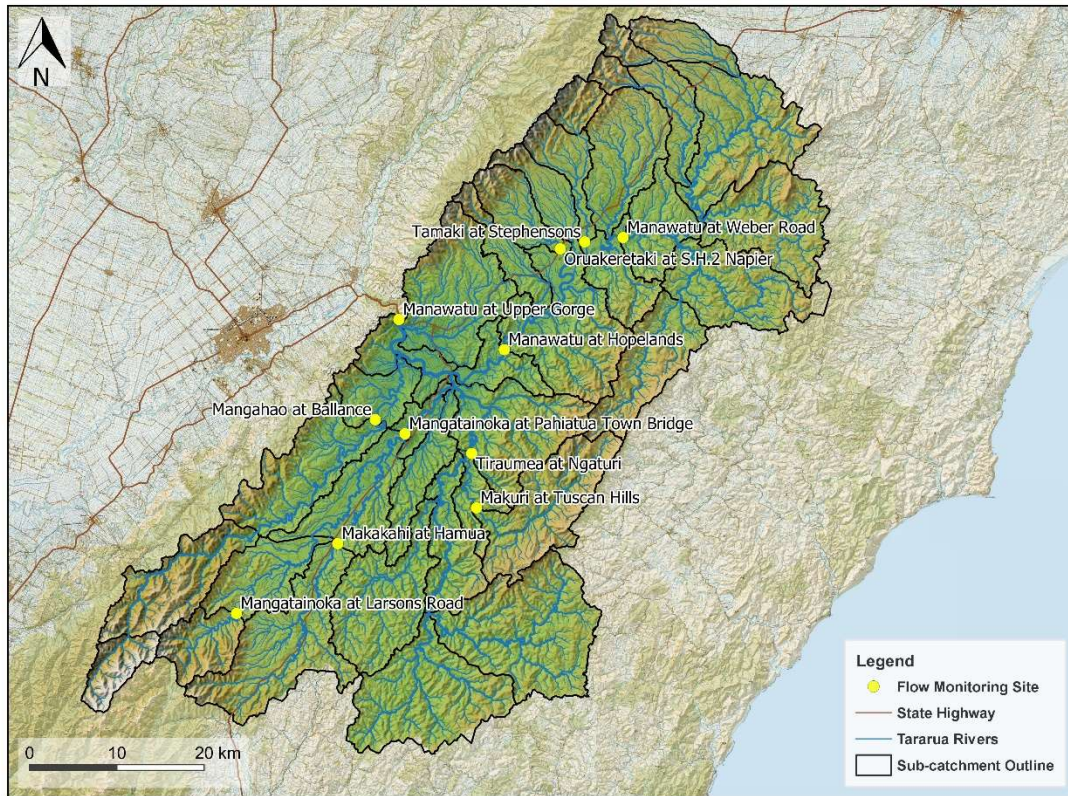 N
Tamaki at Stephensons
Manawatu at Weber Road
Oruakeretaki at S.H.2 Napier
Manawatu at Upper Gorge
Manawatu at Hopelands
Mangahao at Ballance
Mangatainoka at Pahiatua Town Bridge
Tiraumea at Ngaturi
Makuri at Tuscan Hills
Makakahi at Hamua
Mangatainoka at Larsons Road
Legend
Flow Monitoring Site
State Highway
Tararua Rivers
Sub-catchment Outline
0 10 20 km